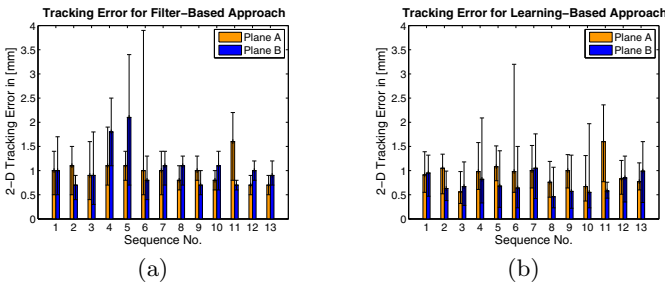 Tracking Error for Filter−Based Approach
4
3.5
3
2.5
2
1.5
1
0.5
0
2−D Tracking Error in [mm]
Plane A
Plane B
1 2 3 4 5 6 7 8 9 10 11 12 13
Sequence No.
(a)
Tracking Error for Learning−Based Approach
4
3.5
3
2.5
2
1.5
1
0.5
0
2−D Tracking Error in [mm]
Plane A
Plane B
1 2 3 4 5 6 7 8 9 10 11 12 13
Sequence No.
(b)